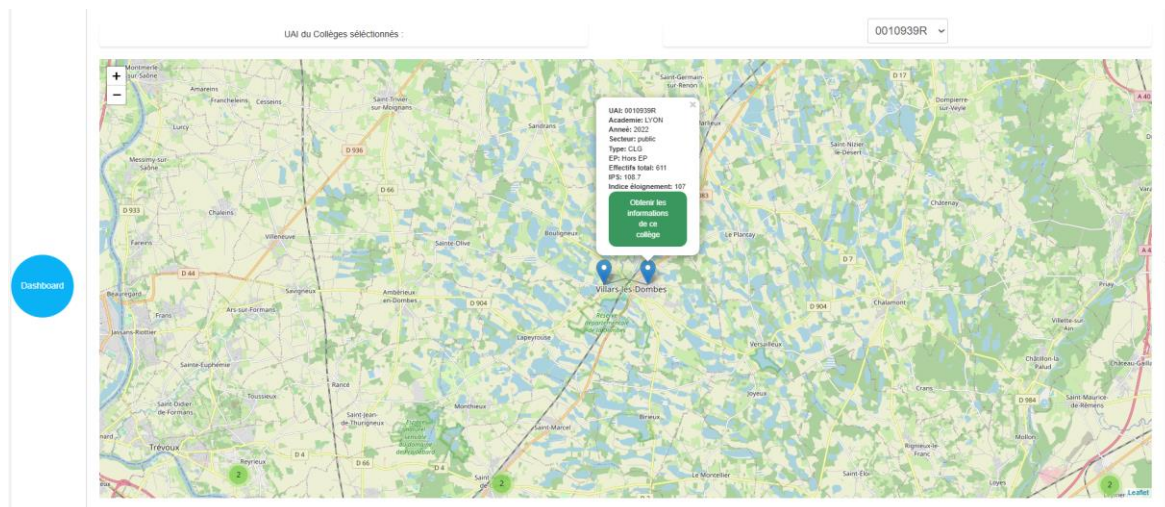 UAI du Collèges séléctionnés :
0010939R
+
−
Montmerle-
sur-Saône
Amareins
Francheleins
Cesseins
Saint-Trivier-
sur-Moignans
Saint-Germain-
sur-Renon
D 17
Dompierre-
sur-Veyle
A 40
Lurcy
Sandrans
Marlieux
Saint-Nizier-
le-Désert
Messimy-sur-
Saône
D 936
D 66
UAI: 0010939R
Academie: LYON
Anneé: 2022
Secteur: public
Type: CLG
EP: Hors EP
Effectifs total: 611
IPS: 108.7
Indice éloignement: 107
Obtenir les
informations
de ce
collège
×
D 933
Chaleins
Châtenay
Villeneuve
Bouligneux
Le Plantay
Fareins
Sainte-Olive
D 7
D 44
Dashboard
Beauregard
Savigneux
Ambérieux-
en-Dombes
Villars-les-Dombes
Priay
Frans
Ars-sur-Formans
D 904
D 904
Chalamont
Jassans-Riottier
Lapeyrouse
Villette-sur-
Ain
Versailleux
Sainte-Euphémie
Châtillon-la-
Palud
Rancé
Crans
Toussieux
Monthieux
Joyeux
D 984
Saint-Maurice-
de-Rémens
Saint-Didier-
de-Formans
Saint-Jean-
de-Thurigneux
Saint-Marcel
Birieux
Mollon
Trévoux
D 4
Rigneux-le-
Franc
Reyrieux
D 66
D 4
Le Montellier
Saint-Éloi
Loyes
2
2
2
Leaflet